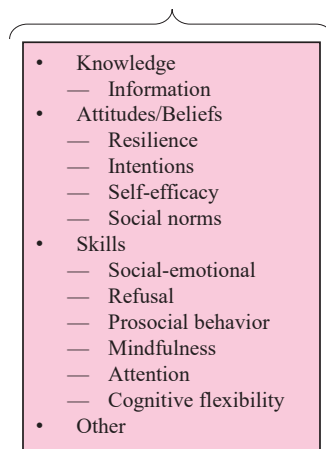 • Knowledge
— Information
• Attitudes/Beliefs
— Resilience
— Intentions
— Self-efficacy
— Social norms
• Skills
— Social-emotional
— Refusal
— Prosocial behavior
— Mindfulness
— Attention
— Cognitive flexibility
• Other